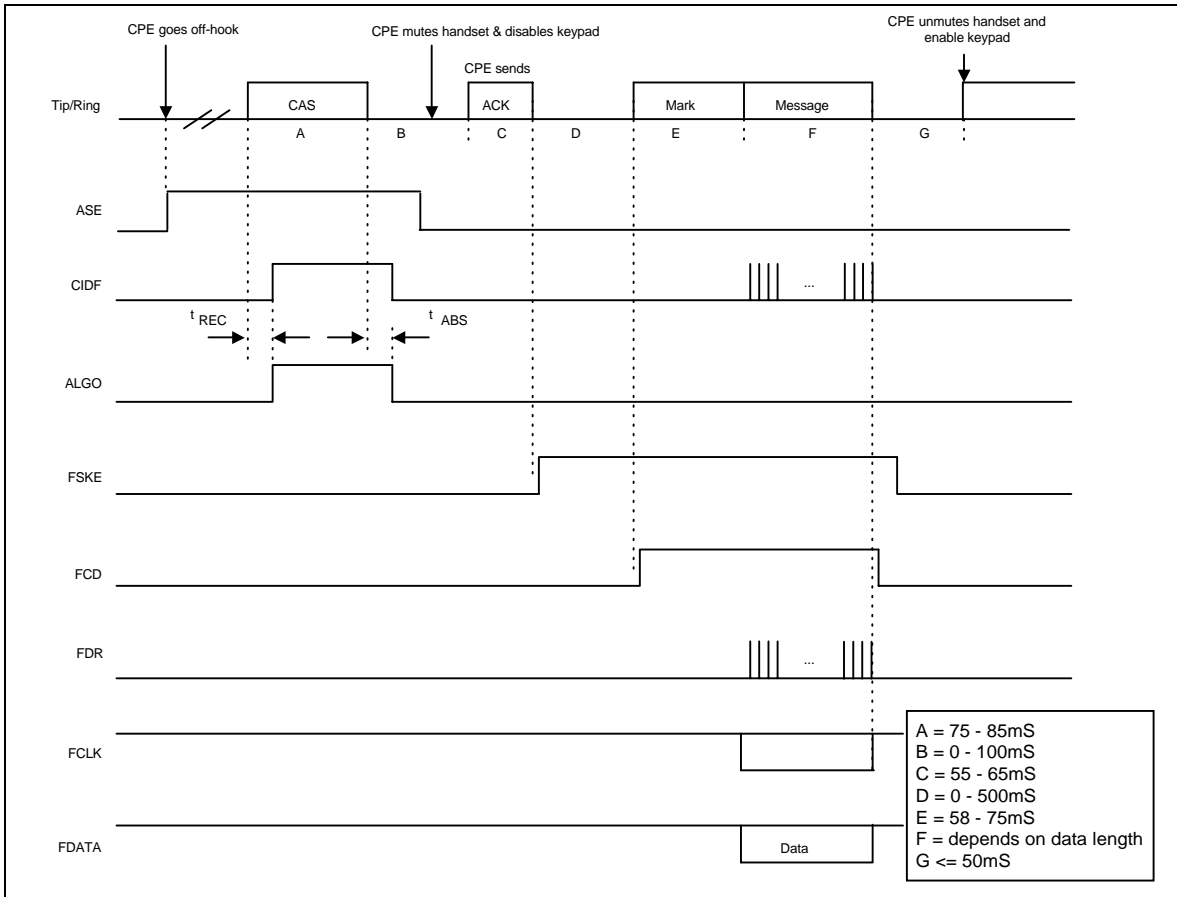 CPE goes off-hook
CPE mutes handset & disables keypad
CPE unmutes handset and
enable keypad
CPE sends
Tip/Ring
CAS
ACK
Mark
Message
A
B
C
D
E
F
G
ASE
CIDF
...
t REC
t ABS
ALGO
FSKE
FCD
FDR
...
FCLK
FDATA
Data
A = 75 - 85mS
B = 0 - 100mS
C = 55 - 65mS
D = 0 - 500mS
E = 58 - 75mS
F = depends on data length
G <= 50mS